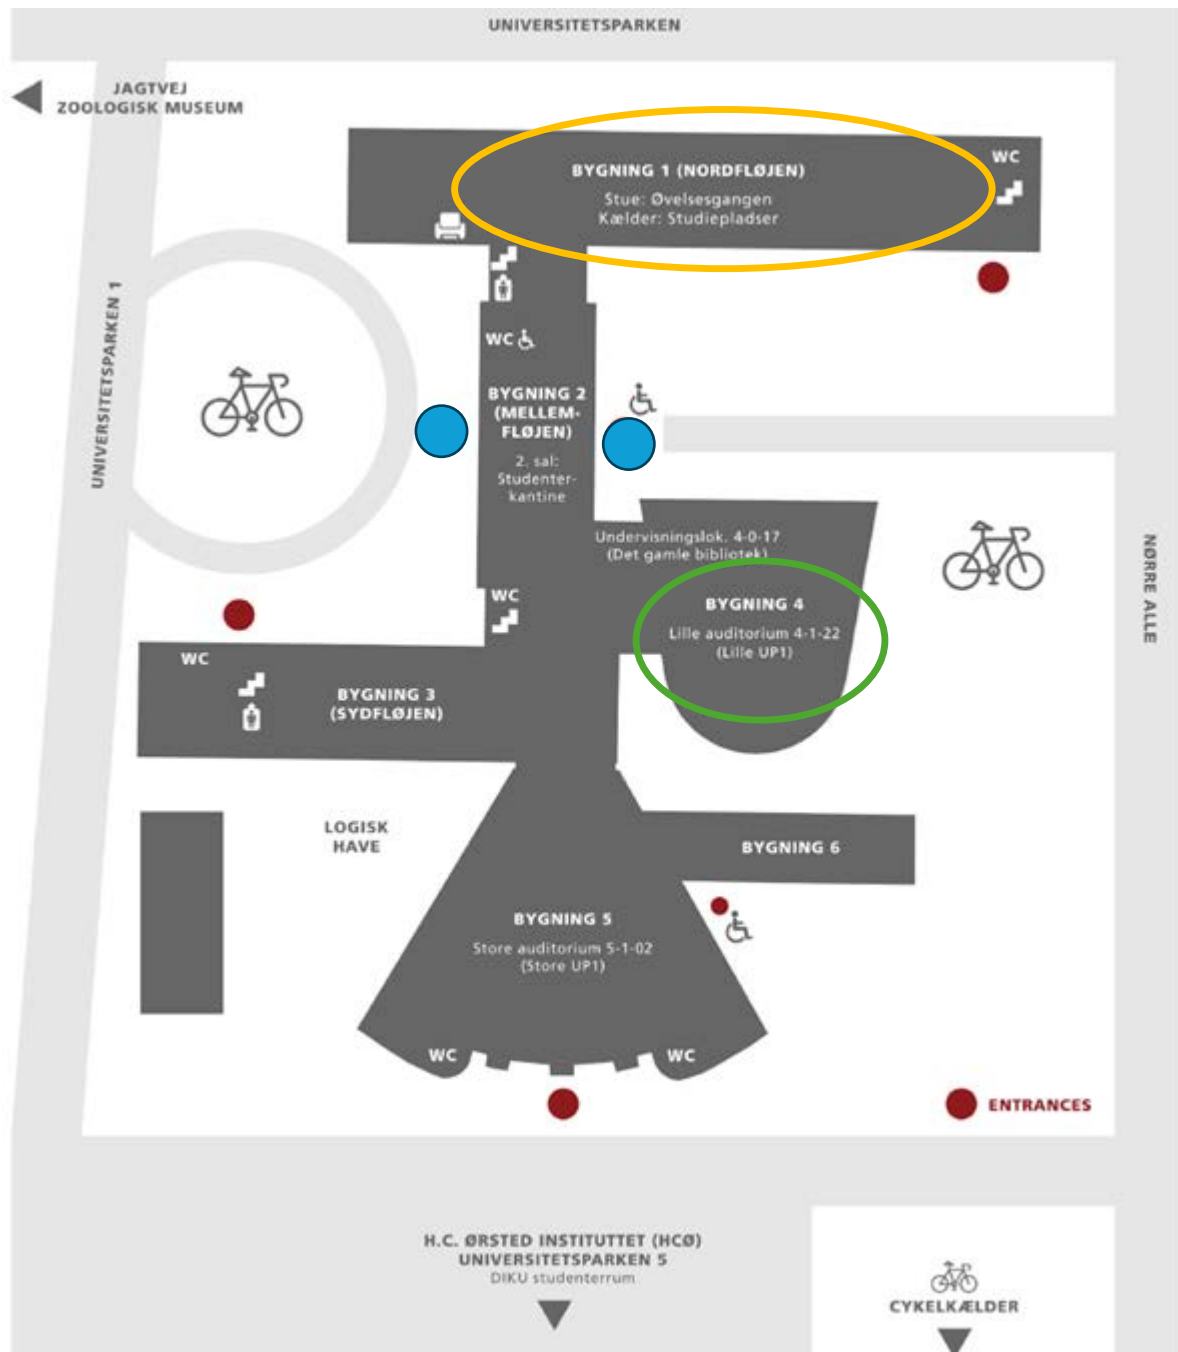 UNIVERSITETSPARKEN
JAGTVEJ
ZOOLOGISK MUSEUM
WC
BYGNING 1 (NORDFLØJEN)
Stue: Øvelsesgangen
Kælder: Studiepladser
UNIVERSITETSPARKEN 1
WC
BYGNING 2
(MELLEM-
FLØJEN)
2. sal:
Studenter-
kantine
Undervisningslok. 4-0-17
(Det gamle bibliotek)
NØRRE ALLE
WC
BYGNING 4
Lille auditorium 4-1-22
(Lille UP1)
WC
BYGNING 3
(SYDFLØJEN)
LOGISK
HAVE
BYGNING 6
BYGNING 5
Store auditorium 5-1-02
(Store UP1)
WC
WC
ENTRANCES
H.C. ØRSTED INSTITUTTET (HCØ)
UNIVERSITETSPARKEN 5
DIKU studenterrum
CYKELKÆLDER